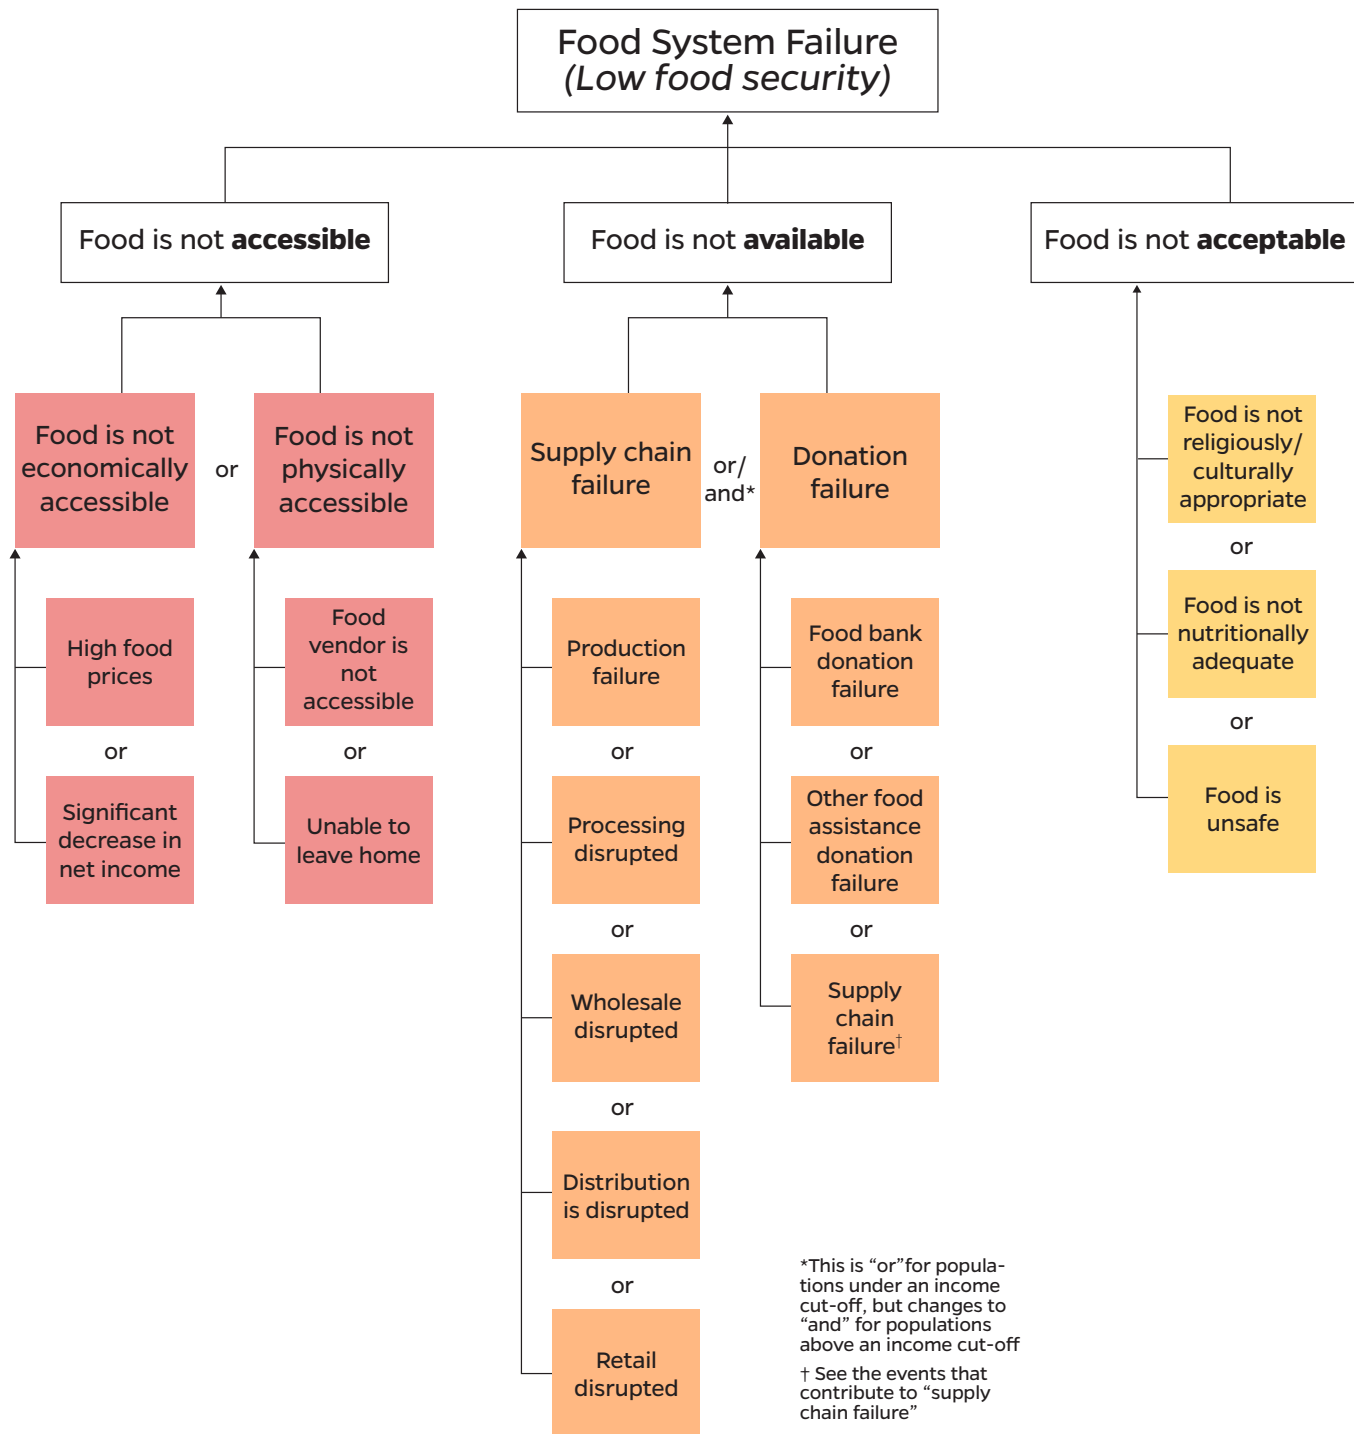 Food System Failure
(Low food security)
Food is not accessible
Food is not available
Food is not acceptable
Food is not
economically
accessible
or
Food is not
physically
accessible
High food
prices
or
Significant
decrease in
net income
Food
vendor is
not
accessible
or
Unable to
leave home
Supply chain
failure
or/
and*
Donation
failure
Production
failure
or
Processing
disrupted
or
Wholesale
disrupted
or
Distribution
is disrupted
or
Retail
disrupted
Food bank
donation
failure
or
Other food
assistance
donation
failure
or
Supply
chain
failure†
Food is not
religiously/
culturally
appropriate
or
Food is not
nutritionally
adequate
or
Food is
unsafe
*This is “or”for popula-
tions under an income
cut-off, but changes to
“and” for populations
above an income cut-off
† See the events that
contribute to “supply
chain failure”